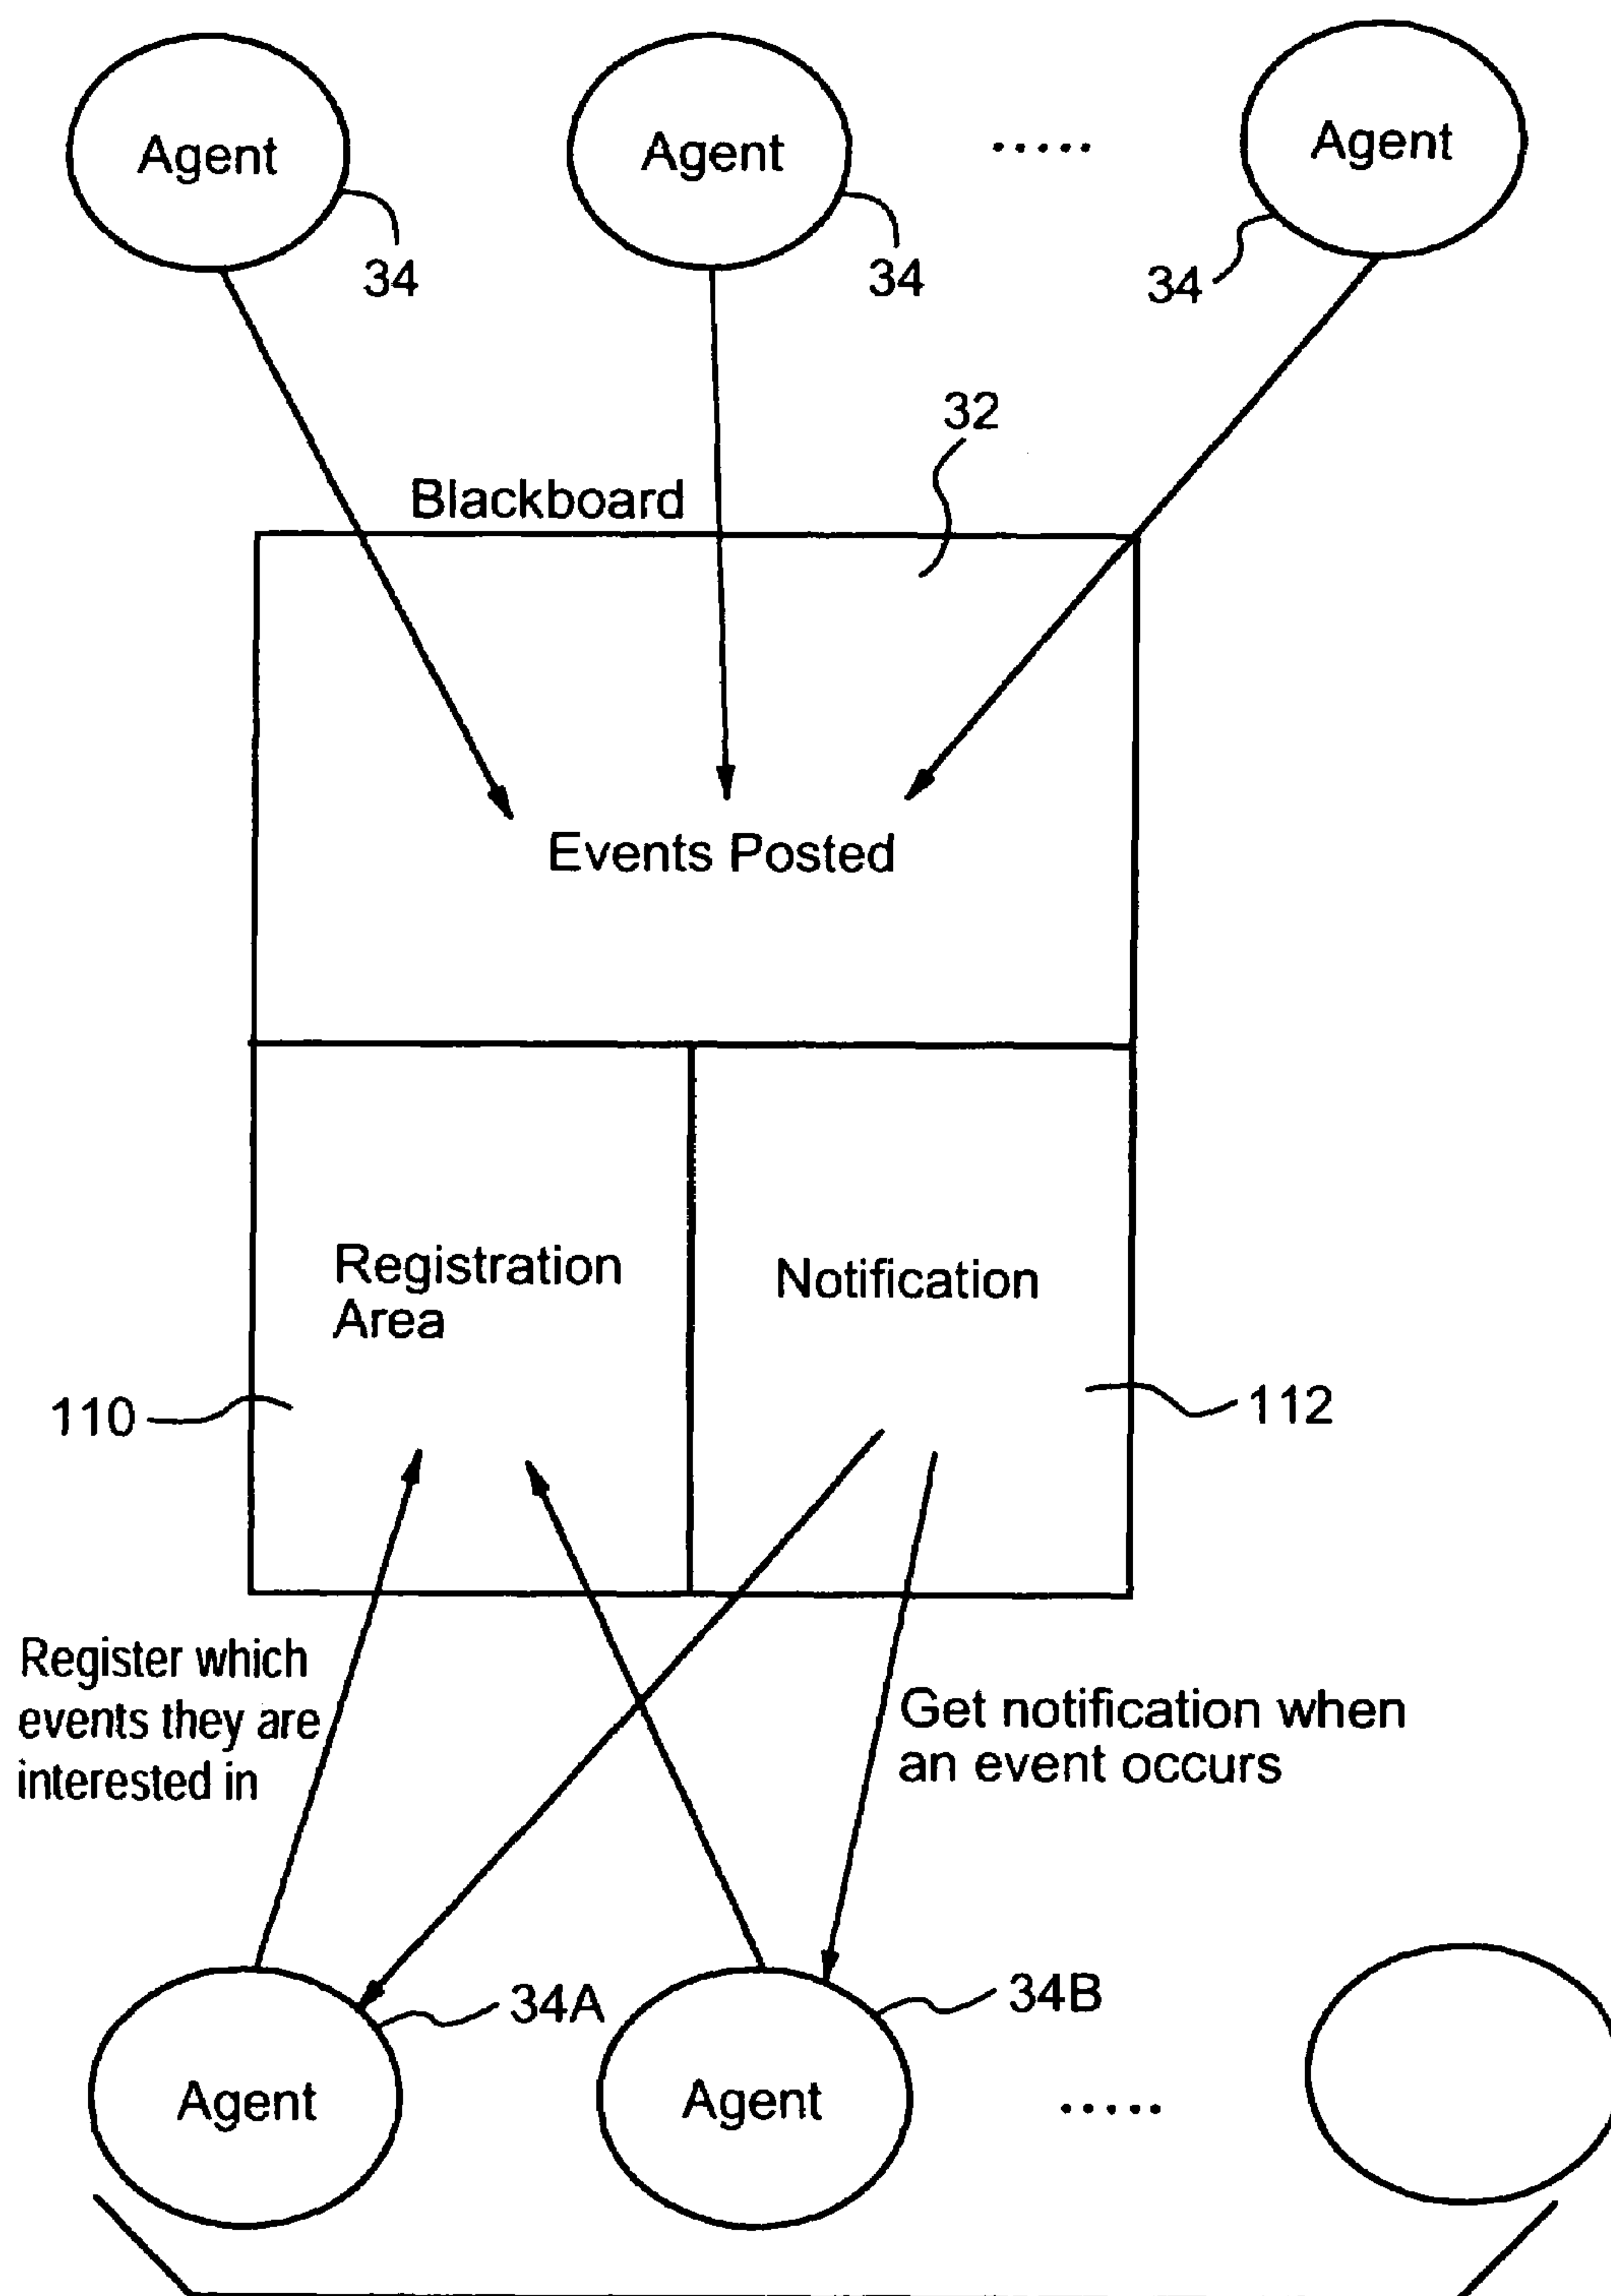 Agent
Agent
.....
Agent
34
34
34
32
Blackboard
Events Posted
Registration
Area
Notification
110
112
Register which
events they are
interested in
Get notification when
an event occurs
34A
34B
Agent
Agent
.....